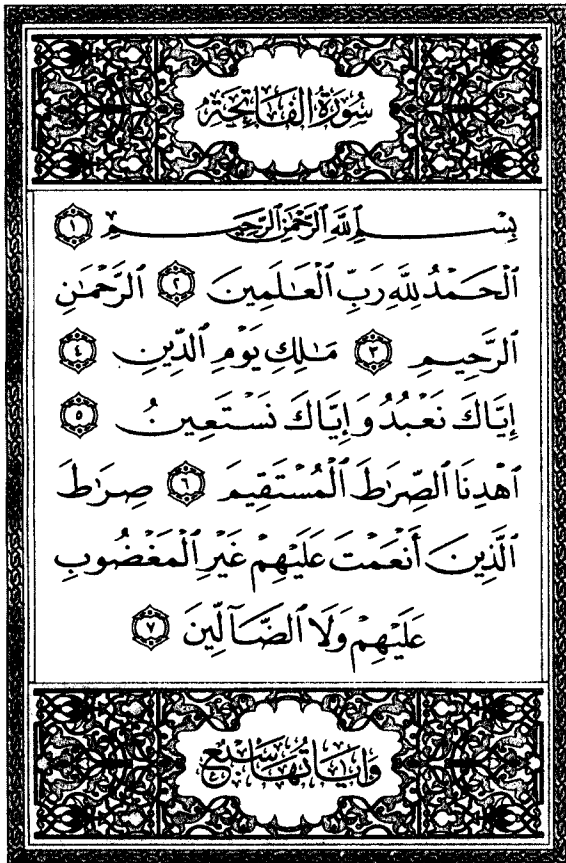 سُورَةُ الفَاتِحَة
بِسْمِ ٱللَّهِ ٱلرَّحْمَٰنِ ٱلرَّحِيمِ ١
ٱلْحَمْدُ لِلَّهِ رَبِّ ٱلْعَٰلَمِينَ ٢ ٱلرَّحْمَٰنِ
ٱلرَّحِيمِ ٣ مَٰلِكِ يَوْمِ ٱلدِّينِ ٤
إِيَّاكَ نَعْبُدُ وَإِيَّاكَ نَسْتَعِينُ ٥
ٱهْدِنَا ٱلصِّرَٰطَ ٱلْمُسْتَقِيمَ ٦ صِرَٰطَ
ٱلَّذِينَ أَنْعَمْتَ عَلَيْهِمْ غَيْرِ ٱلْمَغْضُوبِ
عَلَيْهِمْ وَلَا ٱلضَّآلِّينَ ٧
وَآيَاتُهَا سَبْع